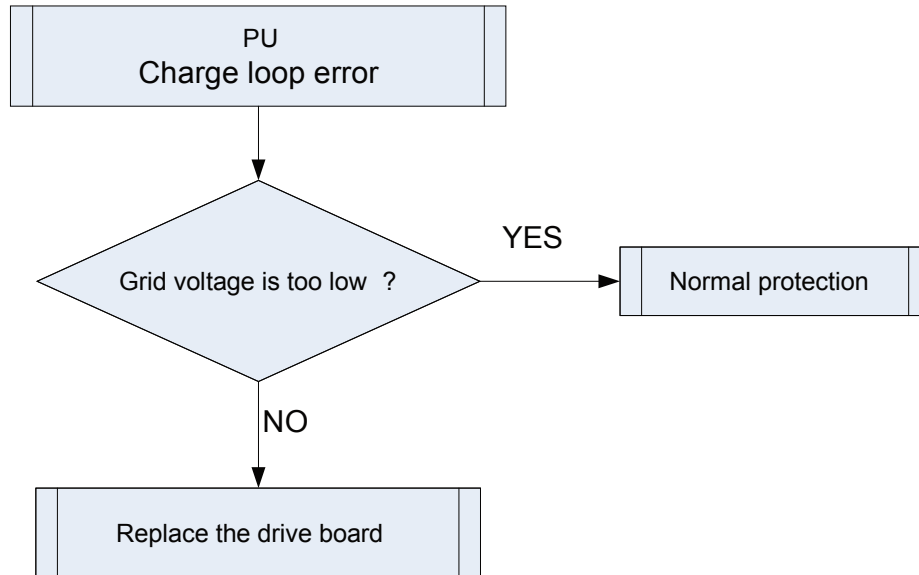 PU
Charge loop error
Grid voltage is too low ?
YES
Normal protection
NO
Replace the drive board